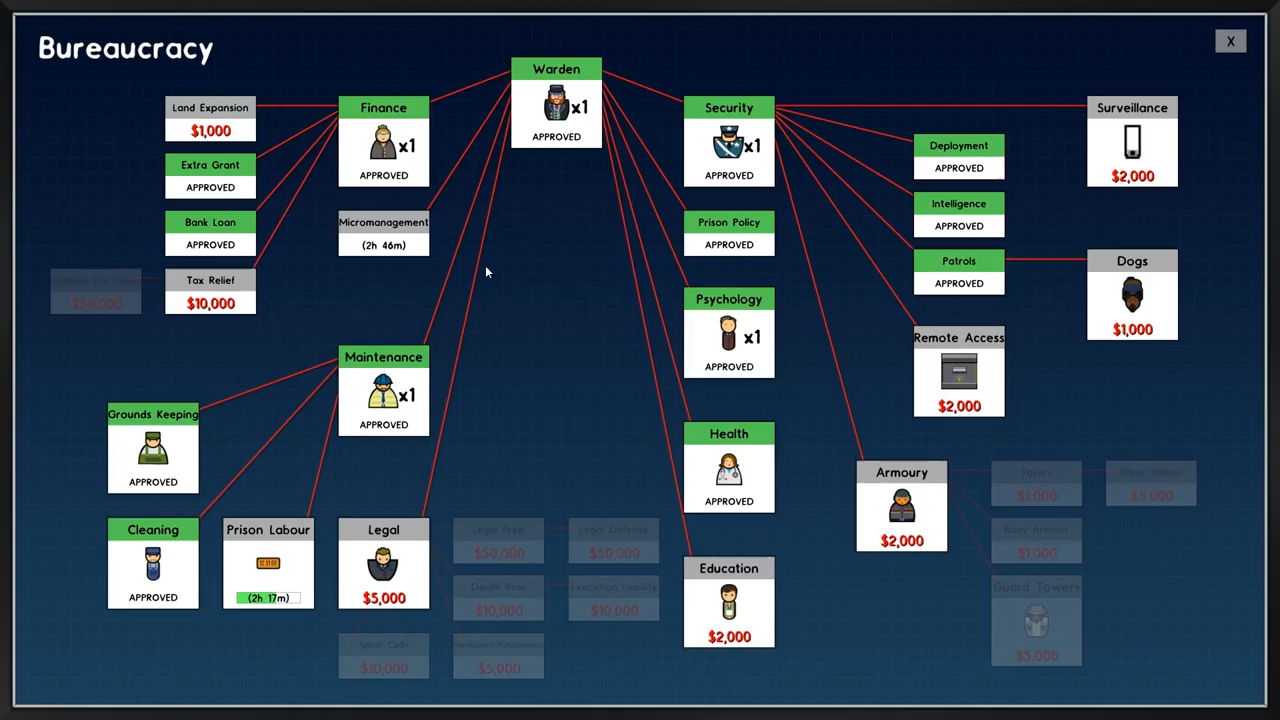 Bureaucracy
X
Warden
x1
APPROVED
Land Expansion
$1,000
Finance
x1
APPROVED
Extra Grant
APPROVED
Bank Loan
APPROVED
Tax Relief
$10,000
$50,000
Micromanagement
(2h 46m)
Maintenance
x1
APPROVED
Grounds Keeping
APPROVED
Cleaning
APPROVED
Prison Labour
(2h 17m)
Legal
$5,000
Legal Prep
$50,000
Legal Defense
$50,000
Death Row
$10,000
Execution Liability
$10,000
Small Cells
$10,000
Permanent Punishments
$5,000
Security
x1
APPROVED
Prison Policy
APPROVED
Psychology
x1
APPROVED
Health
APPROVED
Education
$2,000
Deployment
APPROVED
Intelligence
APPROVED
Patrols
APPROVED
Remote Access
$2,000
Surveillance
$2,000
Dogs
$1,000
Armoury
$2,000
Tasers
$1,000
Taser Rollout
$5,000
Body Armour
$1,000
Guard Towers
$5,000